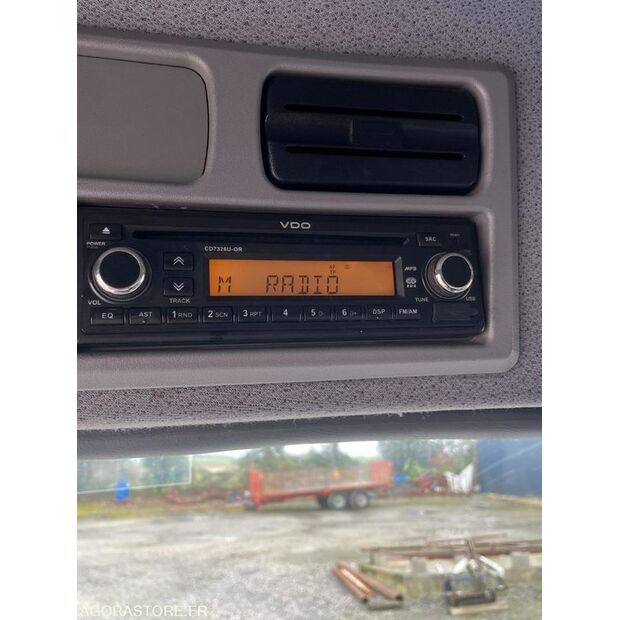 VDO
SRC
POWER
CD7326U-OR
AF
TP
M RADIO
MP3
VOL
TRACK
TUNE
USB
EQ AST 1 RND 2 SCN 3 RPT 4 5 D- 6 D+ DSP FM/AM
AGORASTORE.FR